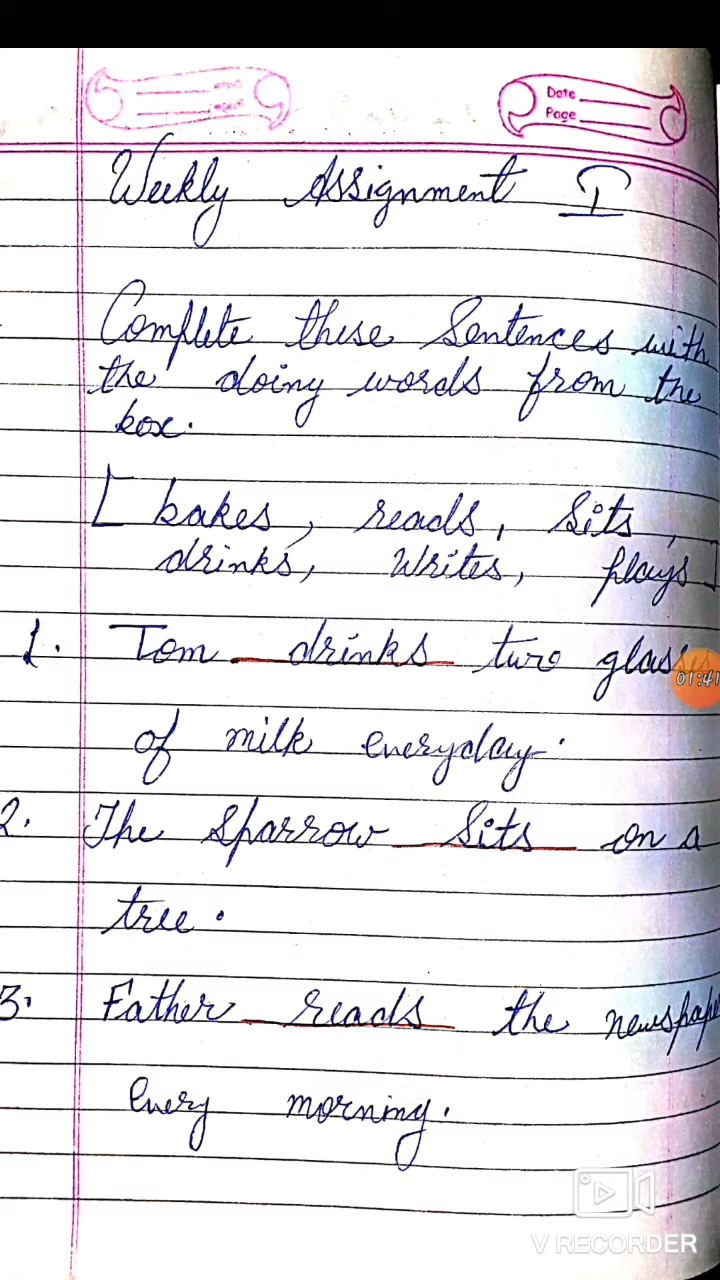 Date
Page
Weekly Assignment I
Complete these Sentences with
the doing words from the
box.
[ bakes, reads, Sits,
drinks, Writes, plays]
1. Tom drinks two glasses
01:41
of milk everyday.
2. The Sparrow Sits on a
tree.
3. Father reads the
every morning.
V RECORDER